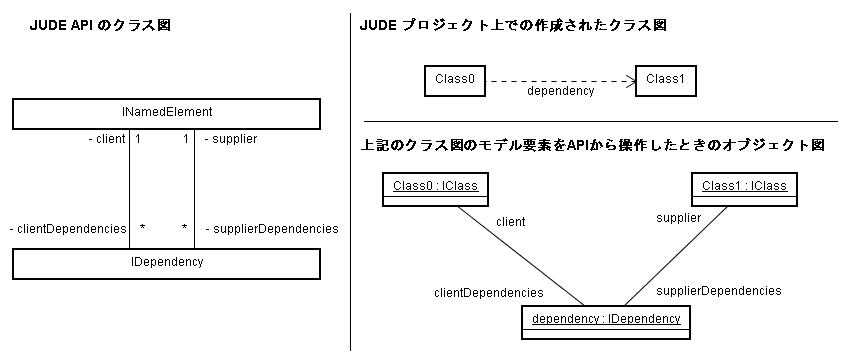 JUDE API のクラス図
INamedElement
- client 1 1 - supplier
- clientDependencies * * - supplierDependencies
IDependency
JUDE プロジェクト上での作成されたクラス図
Class0 Class1
dependency
上記のクラス図のモデル要素をAPIから操作したときのオブジェクト図
Class0 : IClass Class1 : IClass
client supplier
clientDependencies supplierDependencies
dependency : IDependency